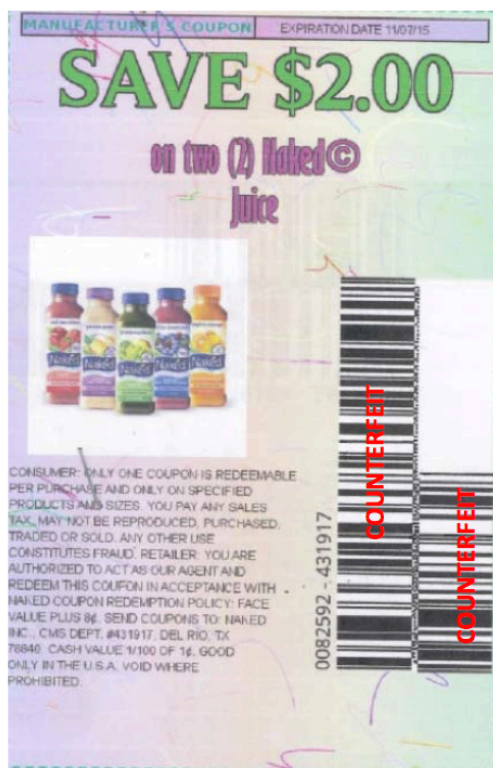 MANUFACTURER'S COUPON EXPIRATION DATE 11/07/15
SAVE $2.00
on two (2) Naked©
juice
Naked Naked Naked Naked Naked
CONSUMER: ONLY ONE COUPON IS REDEEMABLE
PER PURCHASE AND ONLY ON SPECIFIED
PRODUCTS AND SIZES. YOU PAY ANY SALES
TAX. MAY NOT BE REPRODUCED, PURCHASED,
TRADED OR SOLD. ANY OTHER USE
CONSTITUTES FRAUD. RETAILER: YOU ARE
AUTHORIZED TO ACT AS OUR AGENT AND
REDEEM THIS COUPON IN ACCEPTANCE WITH
NAKED COUPON REDEMPTION POLICY: FACE
VALUE PLUS 8¢. SEND COUPONS TO: NAKED
INC., CMS DEPT. #431917, DEL RIO, TX
78840. CASH VALUE 1/100 OF 1¢. GOOD
ONLY IN THE U.S.A. VOID WHERE
PROHIBITED.
0082592 - 431917
COUNTERFEIT
COUNTERFEIT